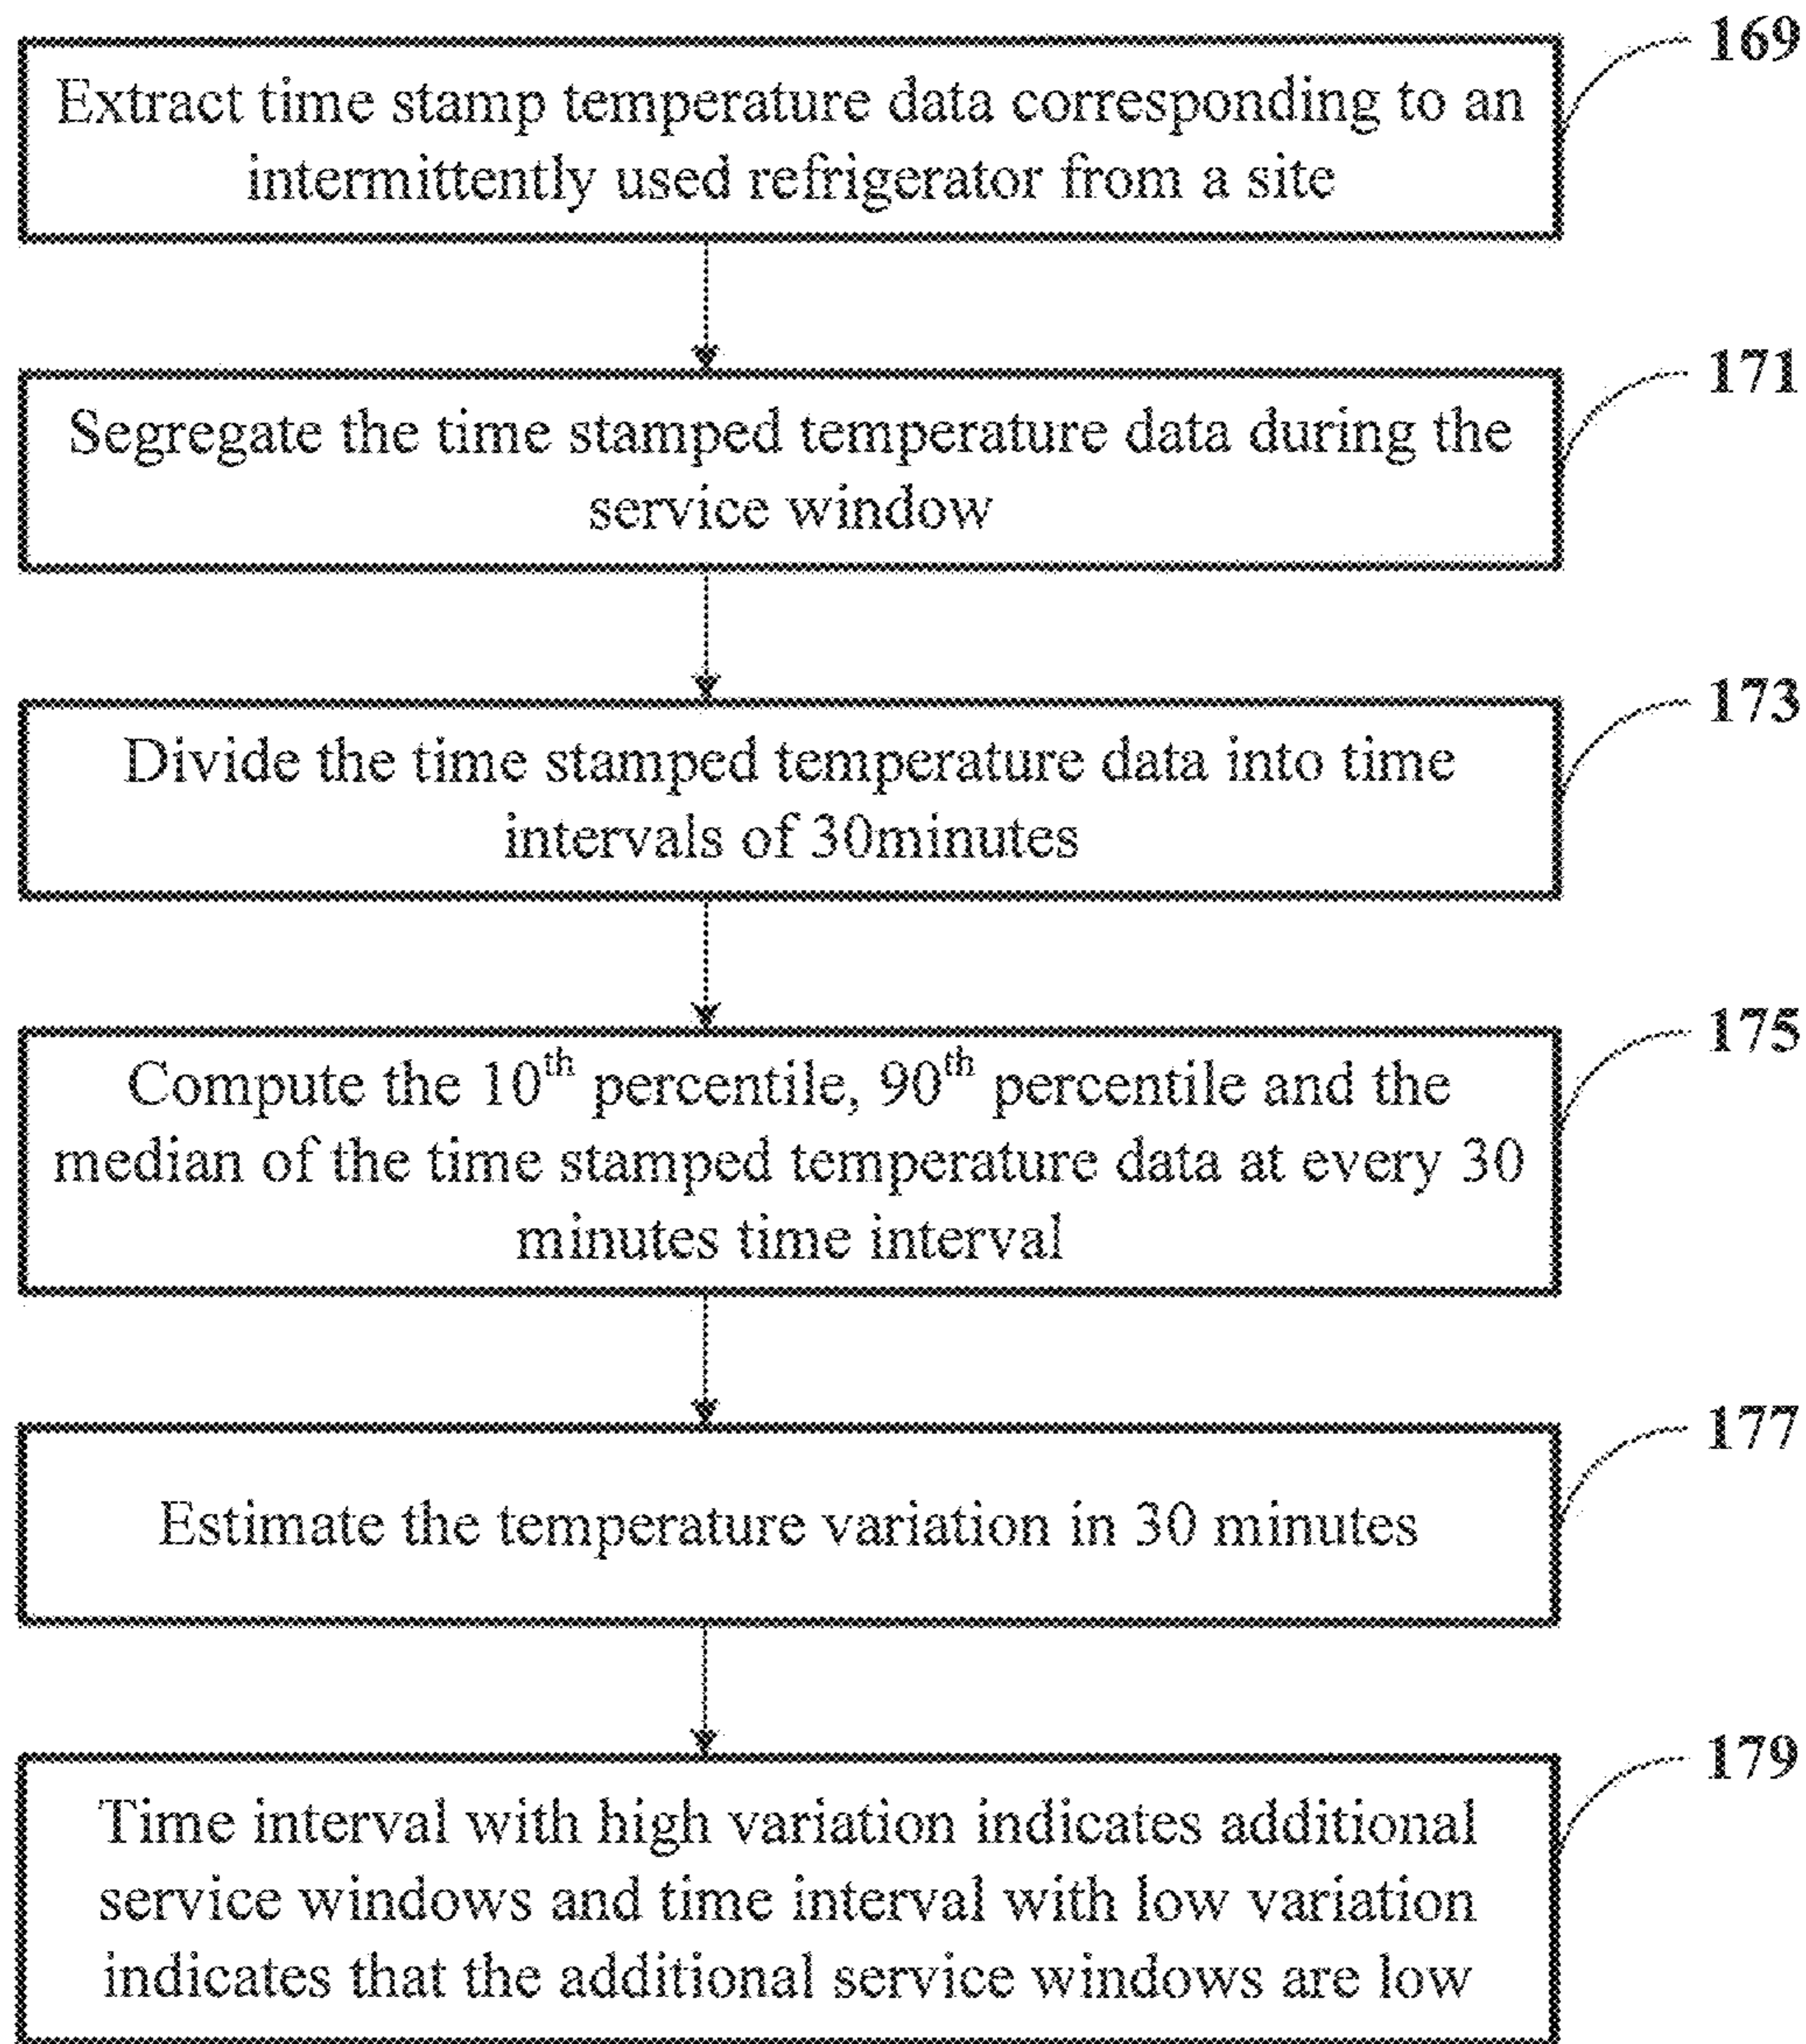 169
Extract time stamp temperature data corresponding to an
intermittently used refrigerator from a site
171
Segregate the time stamped temperature data during the
service window
173
Divide the time stamped temperature data into time
intervals of 30minutes
175
Compute the 10th percentile, 90th percentile and the
median of the time stamped temperature data at every 30
minutes time interval
177
Estimate the temperature variation in 30 minutes
179
Time interval with high variation indicates additional
service windows and time interval with low variation
indicates that the additional service windows are low